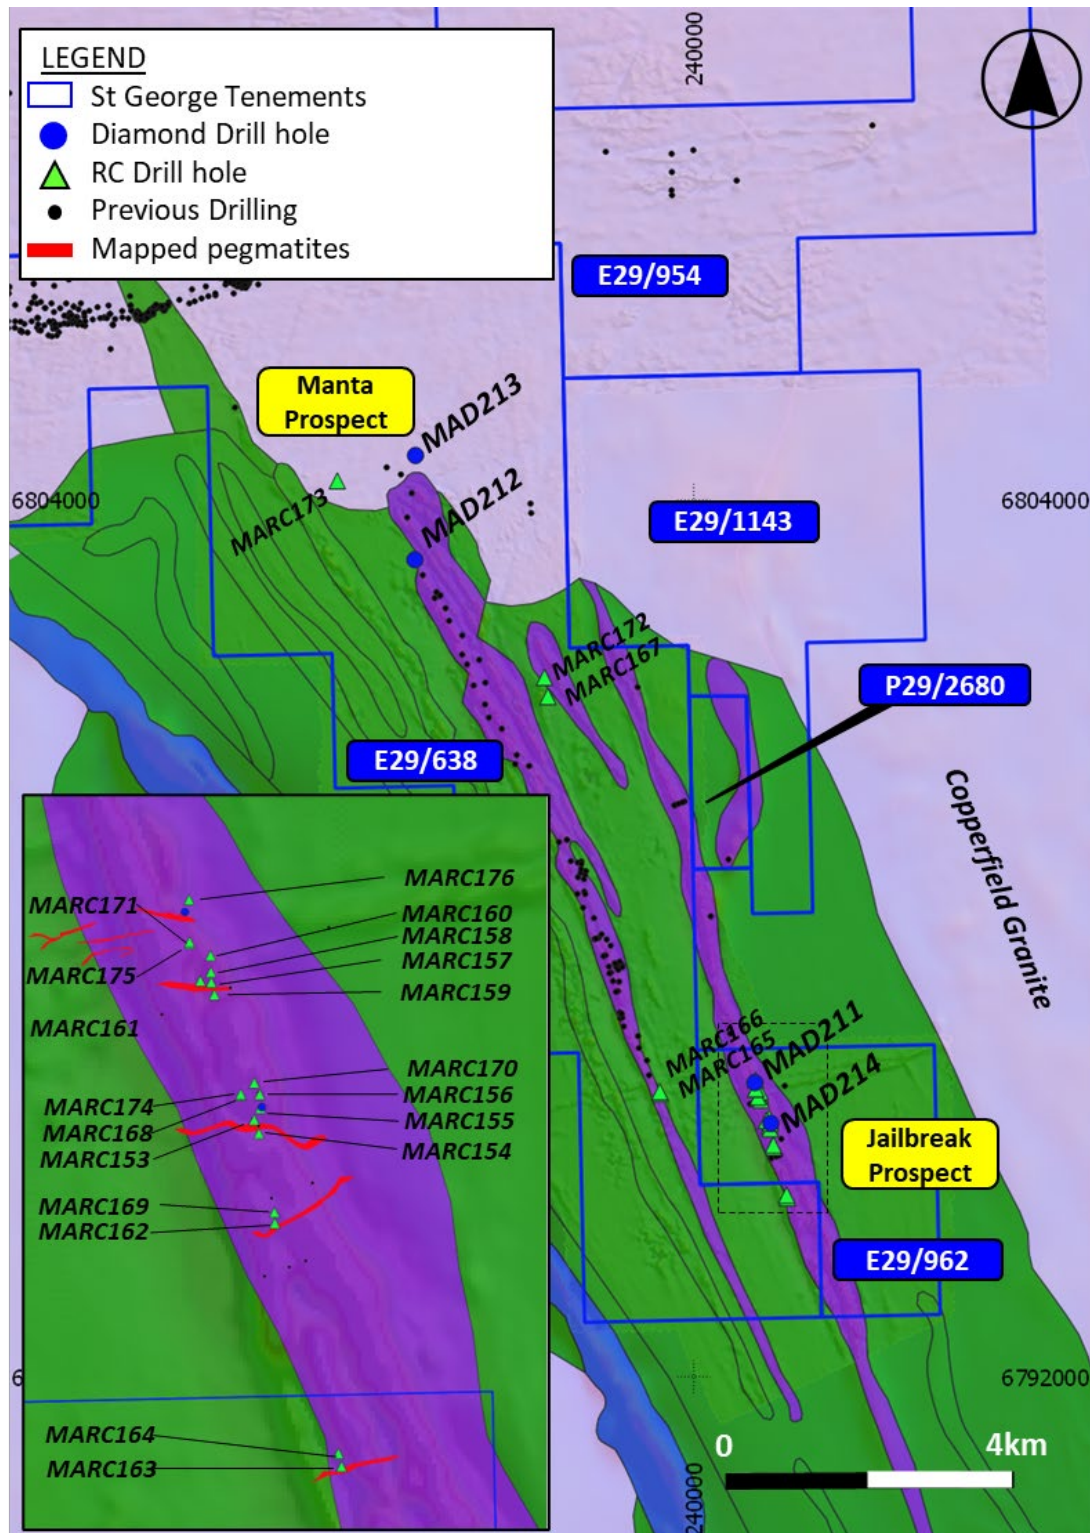 LEGEND
St George Tenements
Diamond Drill hole
RC Drill hole
Previous Drilling
Mapped pegmatites
240000
E29/954
Manta
Prospect
MAD213
6804000
6804000
MARC173
MAD212
E29/1143
MARC172
MARC167
P29/2680
E29/638
Copperfield Granite
MARC176
MARC171
MARC160
MARC158
MARC157
MARC175
MARC159
MARC161
MARC166
MARC165
MAD211
MAD214
MARC170
MARC174
MARC156
MARC155
MARC168
MARC153
MARC154
Jailbreak
Prospect
MARC169
MARC162
E29/962
6792000
MARC164
MARC163
0
4km
240000